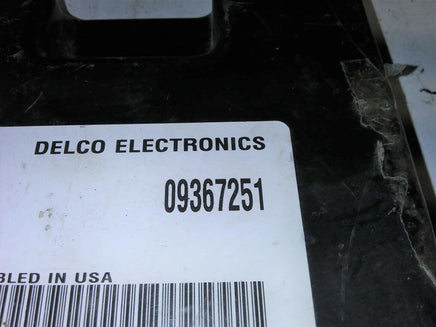 DELCO ELECTRONICS
09367251
BLED IN USA